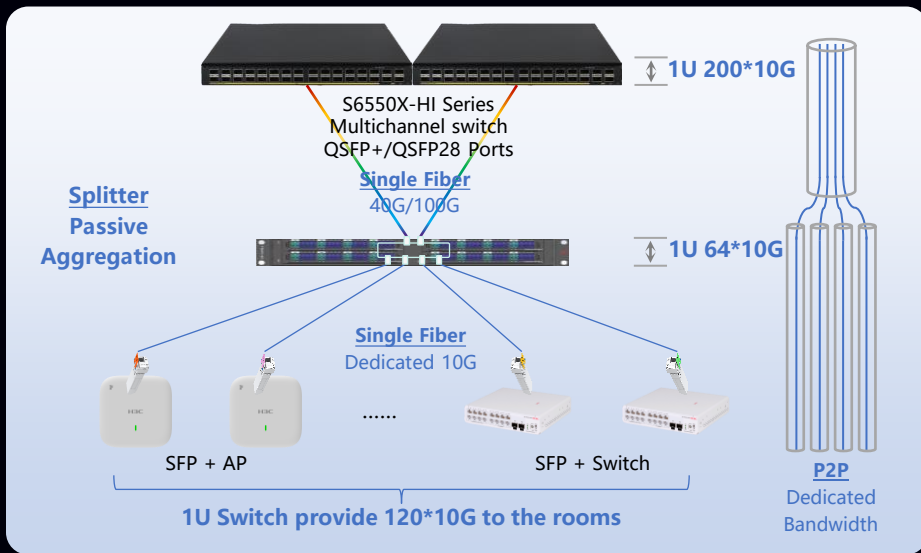 1U 200*10G
S6550X-HI Series
Multichannel switch
QSFP+/QSFP28 Ports
Single Fiber
40G/100G
Splitter
Passive
Aggregation
1U 64*10G
Single Fiber
Dedicated 10G
H3C
H3C
......
SFP + AP
SFP + Switch
P2P
Dedicated
Bandwidth
1U Switch provide 120*10G to the rooms